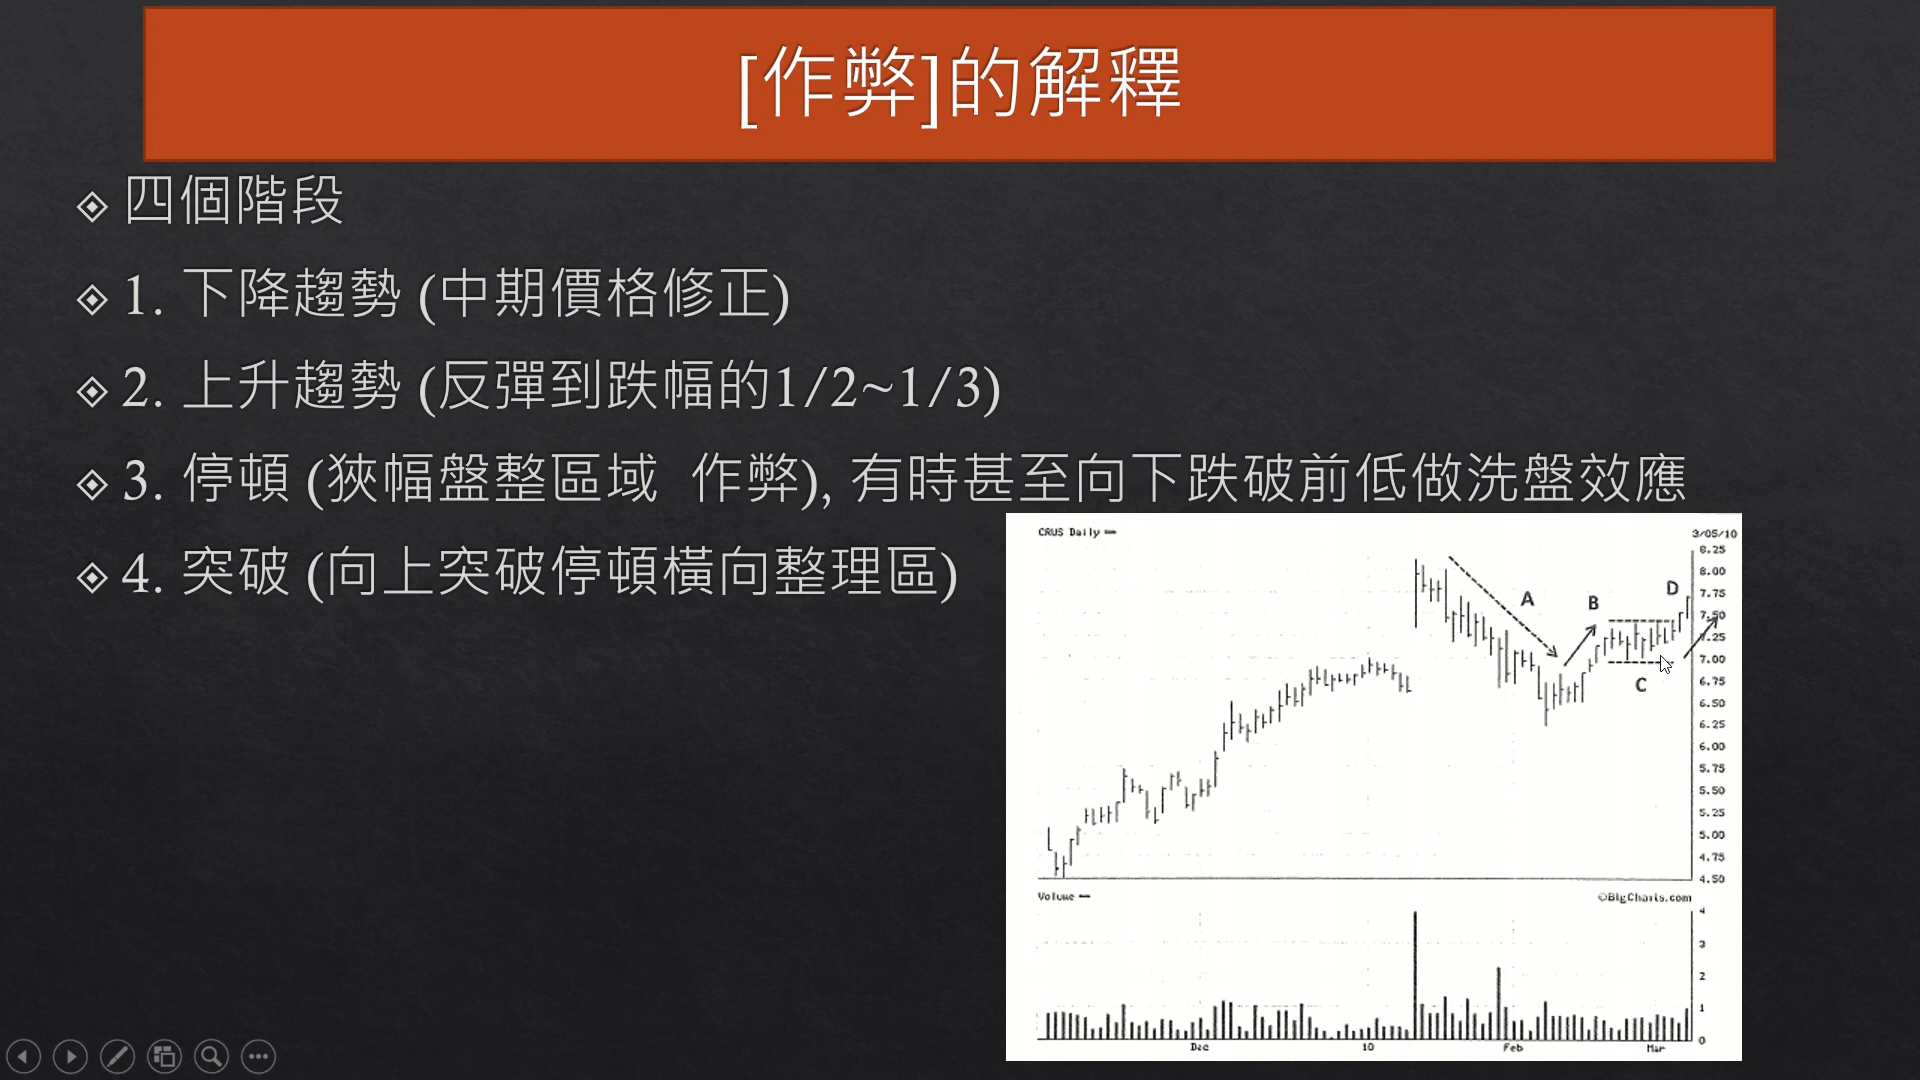 [作弊]的解釋
四個階段
1. 下降趨勢 (中期價格修正)
2. 上升趨勢 (反彈到跌幅的1/2~1/3)
3. 停頓 (狹幅盤整區域 作弊), 有時甚至向下跌破前低做洗盤效應
4. 突破 (向上突破停頓橫向整理區)
CRUS Daily
3/05/10
8.25
8.00
7.75
7.50
7.25
7.00
6.75
6.50
6.25
6.00
5.75
5.50
5.25
5.00
4.75
4.50
A
B
D
C
Volume
©BigCharts.com
4
3
2
1
0
Dec
10
Feb
Mar